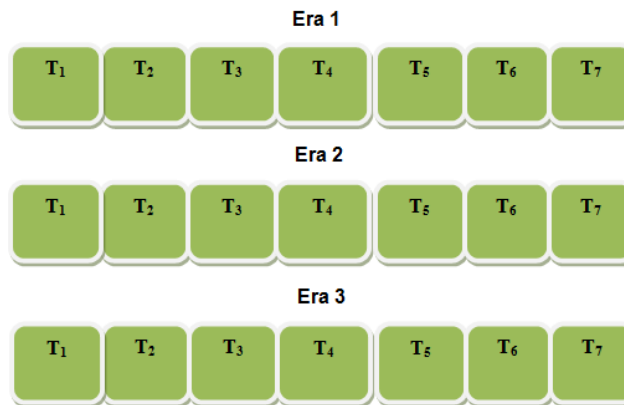 Era 1
T₁ T₂ T₃ T₄ T₅ T₆ T₇
Era 2
T₁ T₂ T₃ T₄ T₅ T₆ T₇
Era 3
T₁ T₂ T₃ T₄ T₅ T₆ T₇